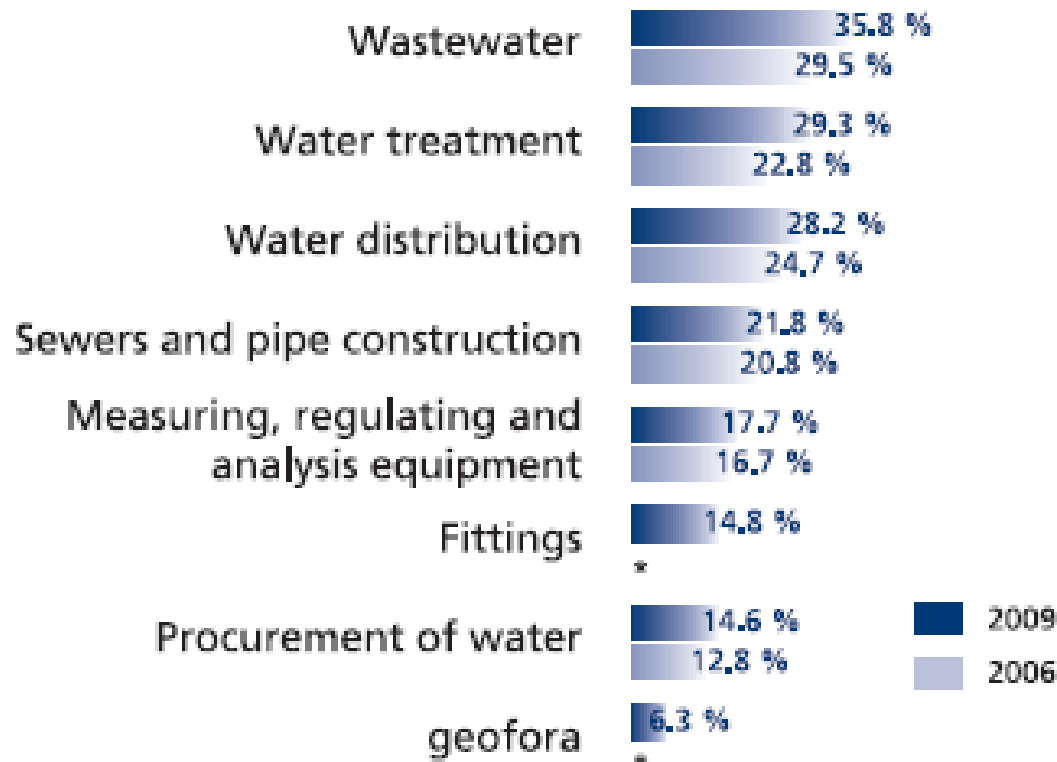 Wastewater
35.8 %
29.5 %
Water treatment
29.3 %
22.8 %
Water distribution
28.2 %
24.7 %
Sewers and pipe construction
21.8 %
20.8 %
Measuring, regulating and
analysis equipment
17.7 %
16.7 %
Fittings
14.8 %
*
Procurement of water
14.6 %
12.8 %
geofora
6.3 %
*
2009
2006